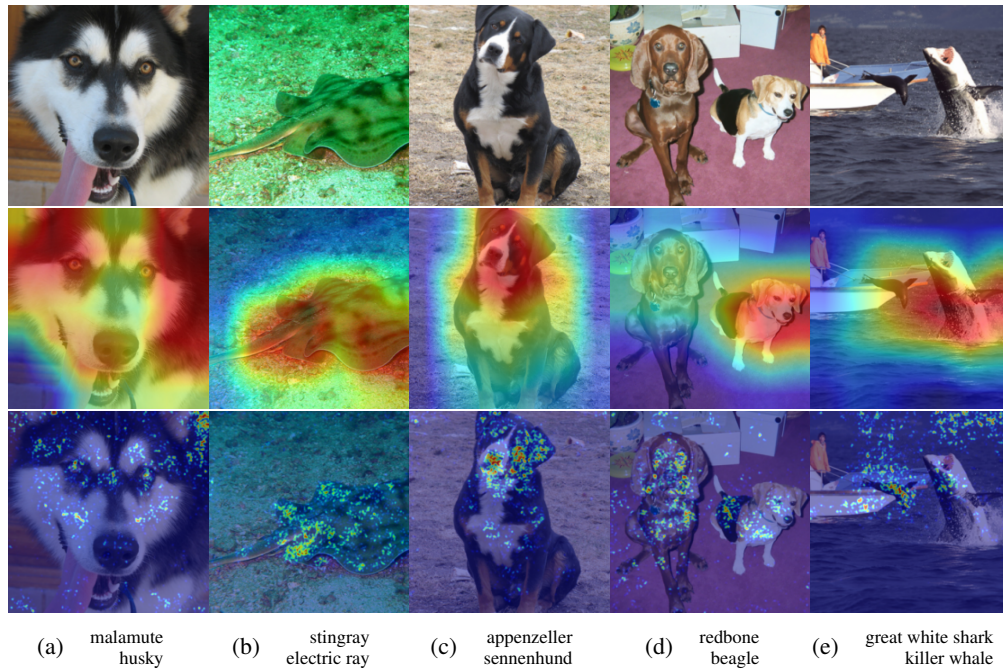 (a) malamute
husky
(b) stingray
electric ray
(c) appenzeller
sennenhund
(d) redbone
beagle
(e) great white shark
killer whale